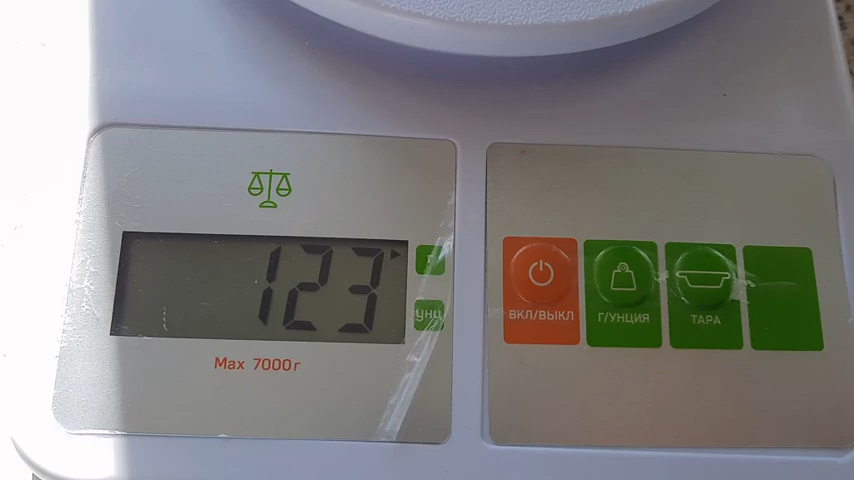 123
г
унц
Max 7000г
ВКЛ/ВЫКЛ
Г/УНЦИЯ
ТАРА